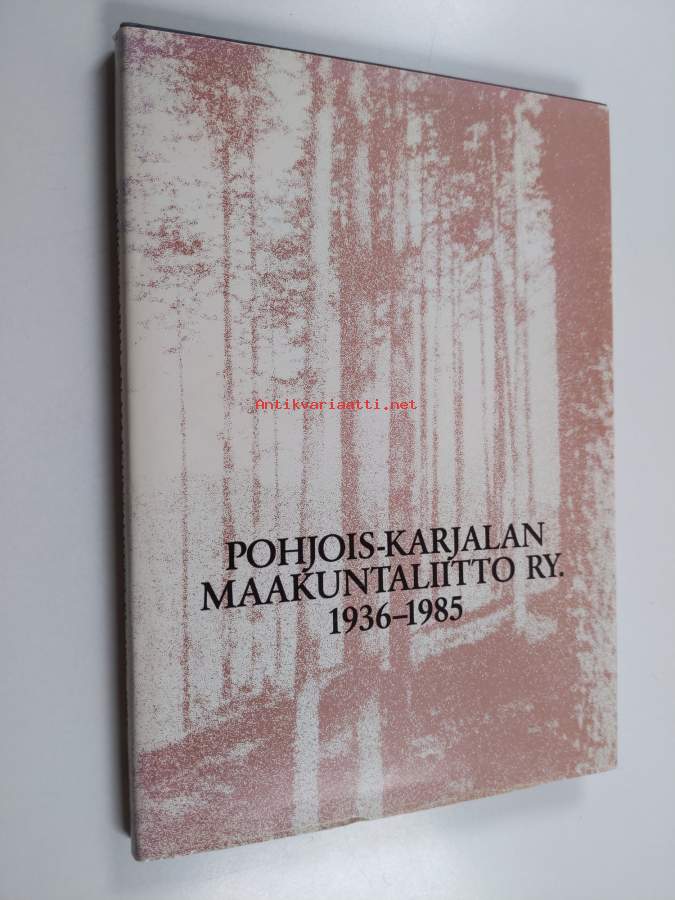 Antikvariaatti.net
POHJOIS-KARJALAN
MAAKUNTALIITTO RY.
1936–1985